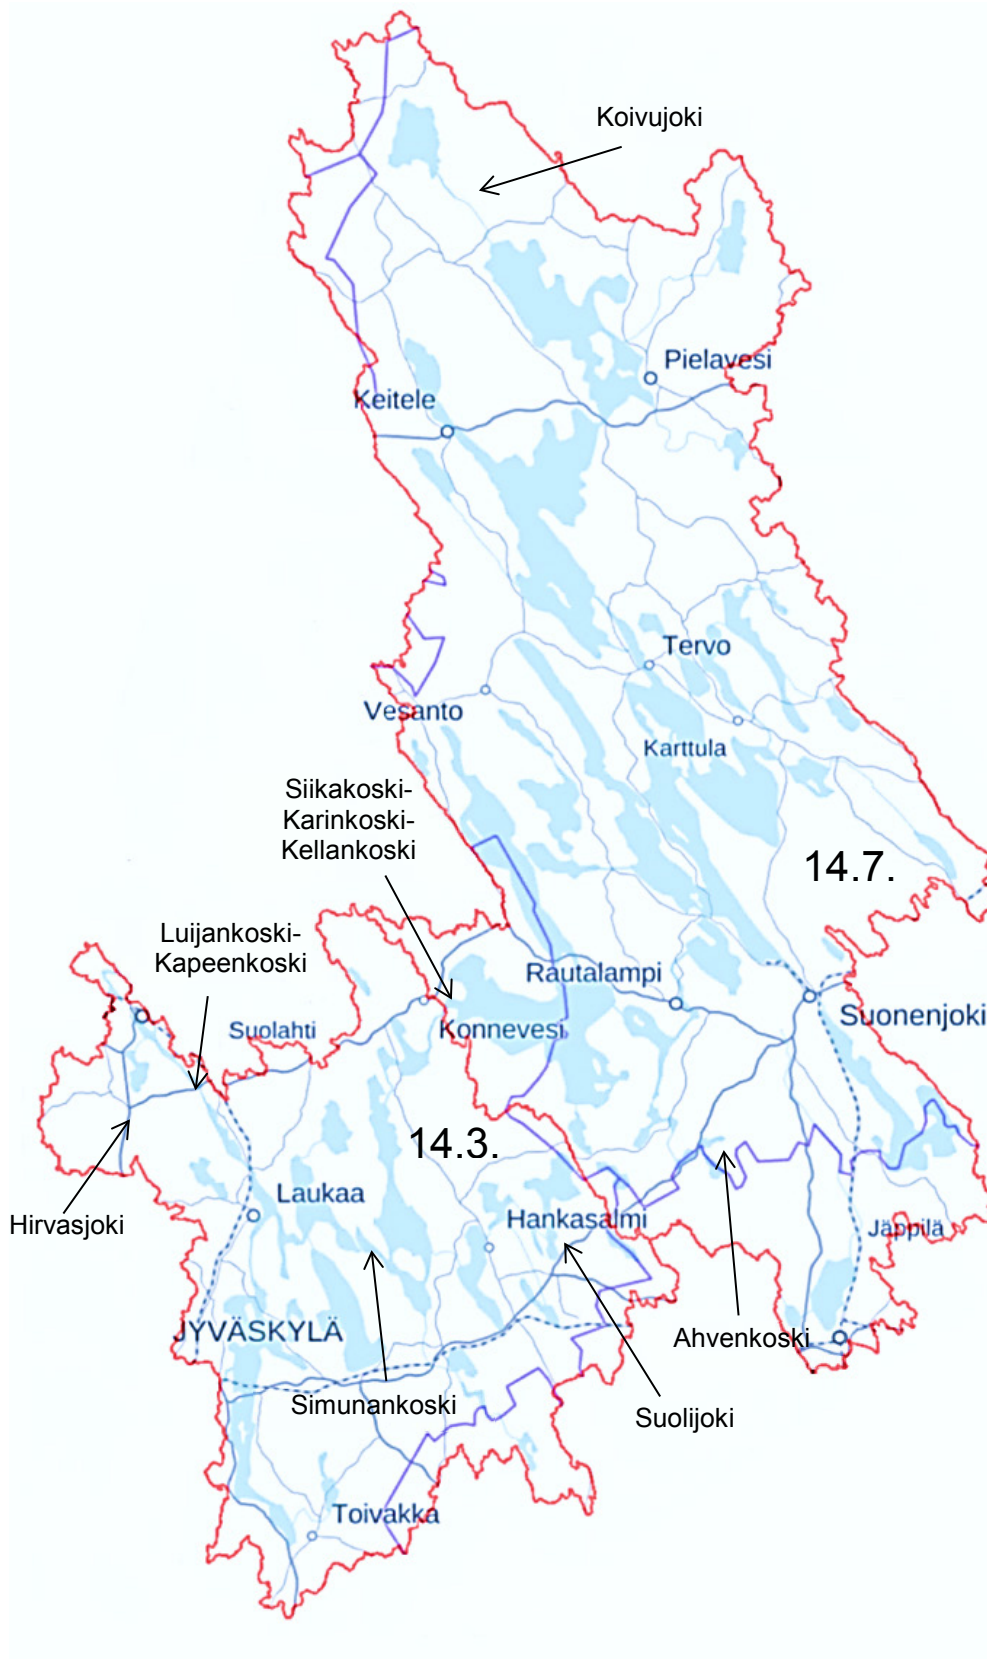 Koivujoki
Pielavesi
Keitele
Tervo
Vesanto
Karttula
Siikakoski-
Karinkoski-
Kellankoski
14.7.
Luijankoski-
Kapeenkoski
Rautalampi
Suolahti
Konnevesi
Suonenjoki
14.3.
Laukaa
Hirvasjoki
Hankasalmi
Jäppilä
JYVÄSKYLÄ
Ahvenkoski
Simunankoski
Suolijoki
Toivakka